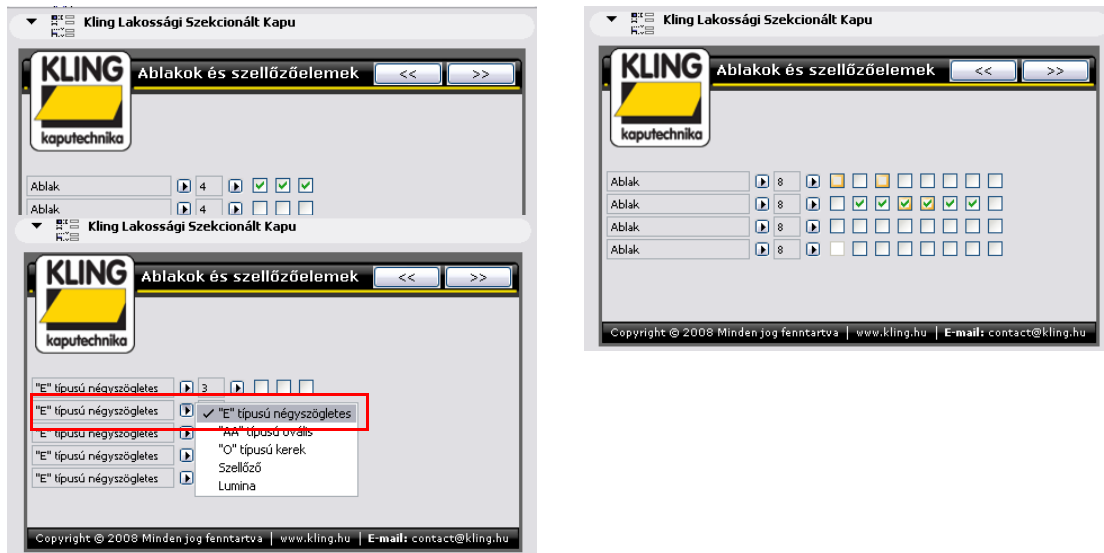 Kling Lakossági Szekcionált Kapu
KLING
kaputechnika
Ablakok és szellőzőelemek << >>
Ablak 4
Ablak 4
Kling Lakossági Szekcionált Kapu
KLING
kaputechnika
Ablakok és szellőzőelemek << >>
"E" típusú négyszögletes 3
"E" típusú négyszögletes
"E" típusú négyszögletes
"E" típusú négyszögletes
"E" típusú négyszögletes
"E" típusú négyszögletes
"AA" típusú ovális
"O" típusú kerek
Szellőző
Lumina
Copyright © 2008 Minden jog fenntartva | www.kling.hu | E-mail: contact@kling.hu
Kling Lakossági Szekcionált Kapu
KLING
kaputechnika
Ablakok és szellőzőelemek << >>
Ablak 8
Ablak 8
Ablak 8
Ablak 8
Copyright © 2008 Minden jog fenntartva | www.kling.hu | E-mail: contact@kling.hu